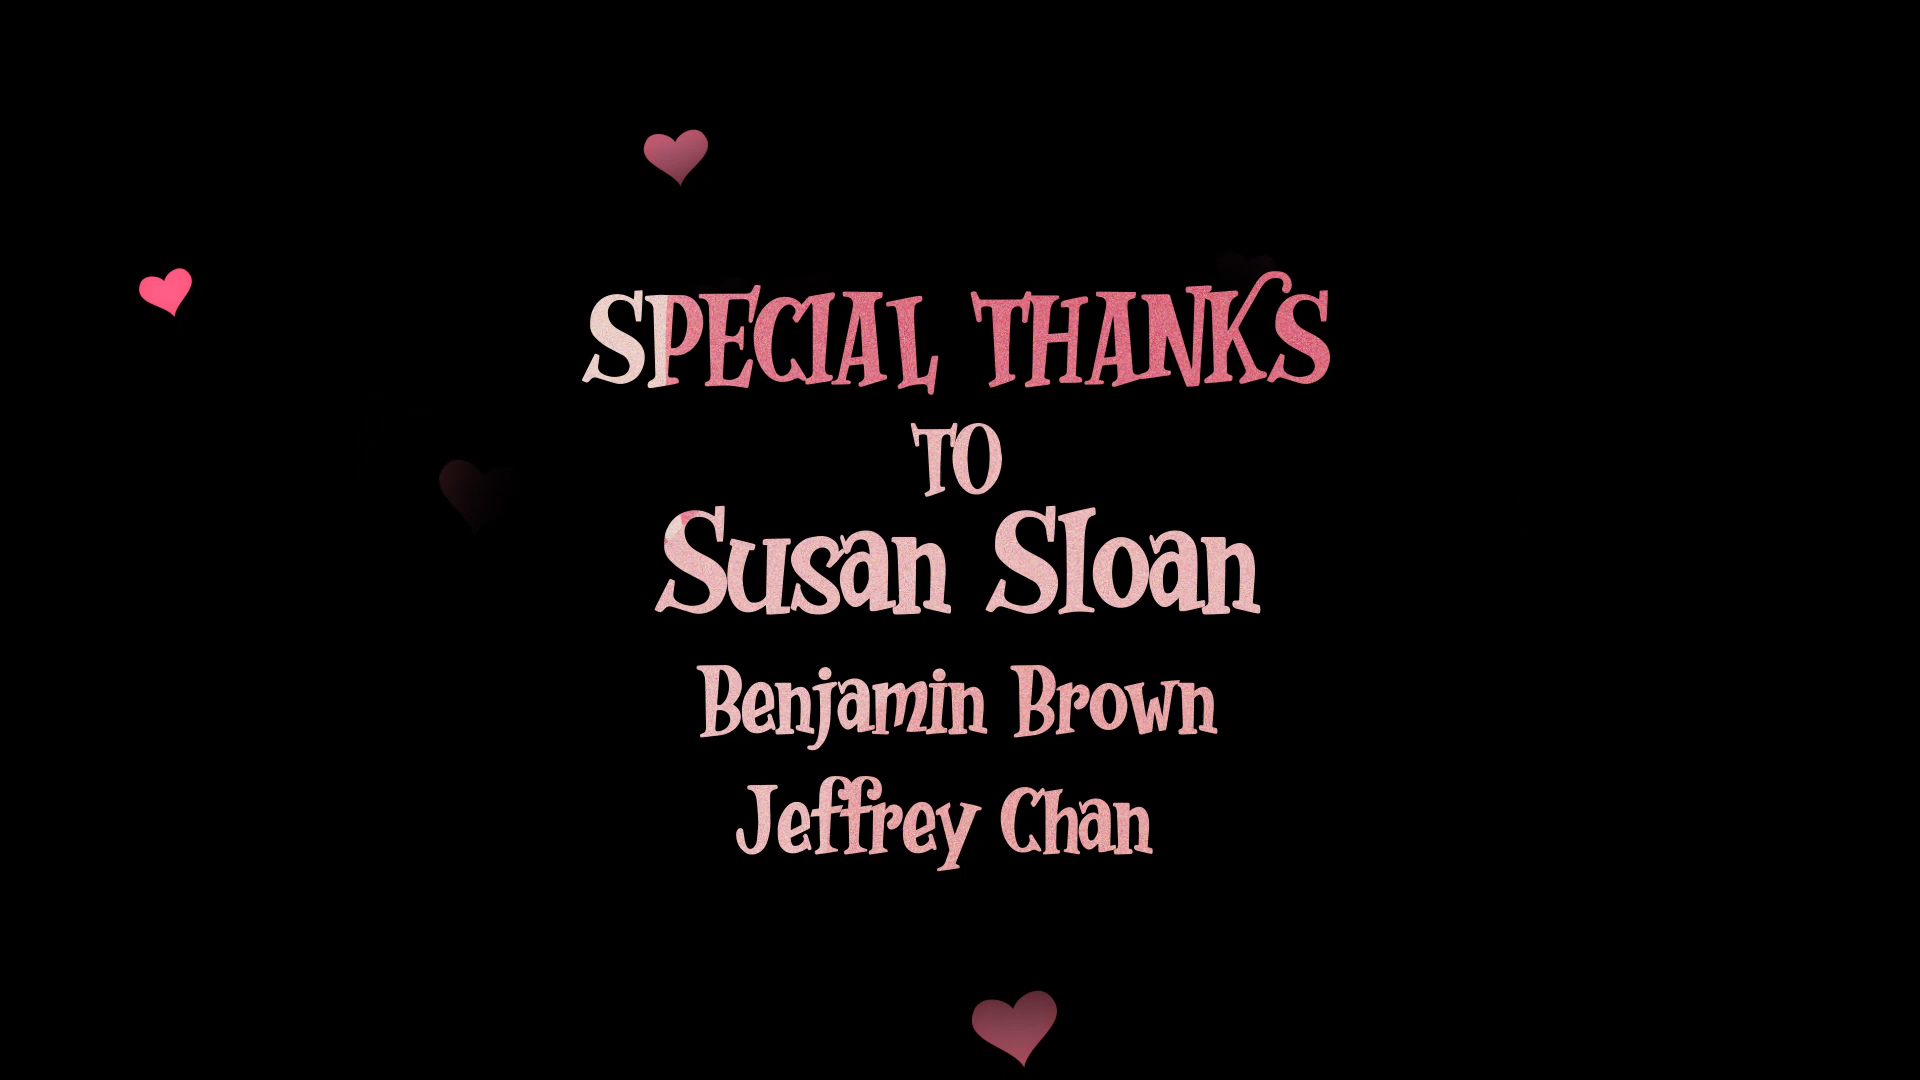 SPECIAL THANKS
TO
Susan Sloan
Benjamin Brown
Jeffrey Chan